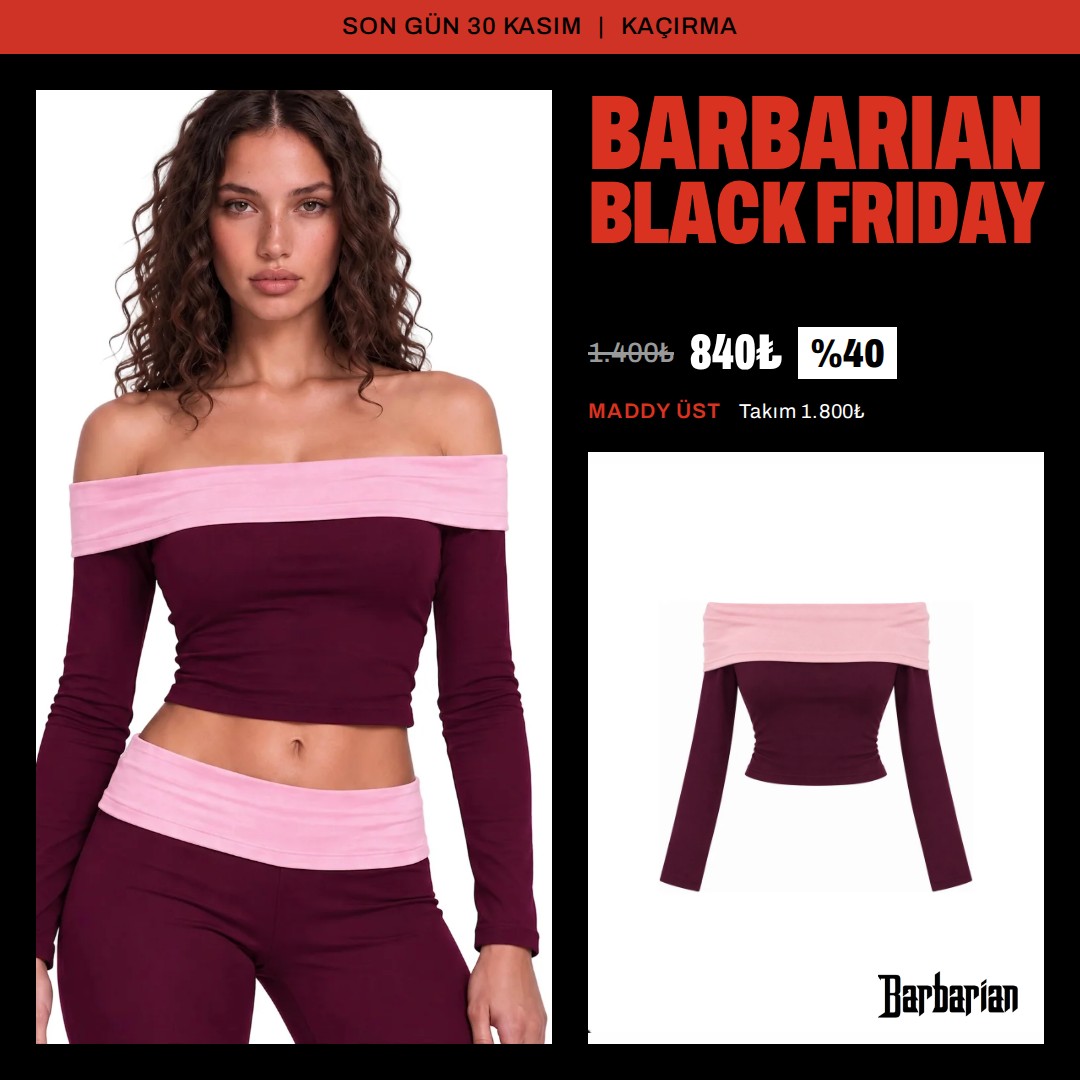 SON GÜN 30 KASIM | KAÇIRMA
BARBARIAN
BLACK FRIDAY
1.400₺ 840₺ %40
MADDY ÜST Takım 1.800₺
Barbarian